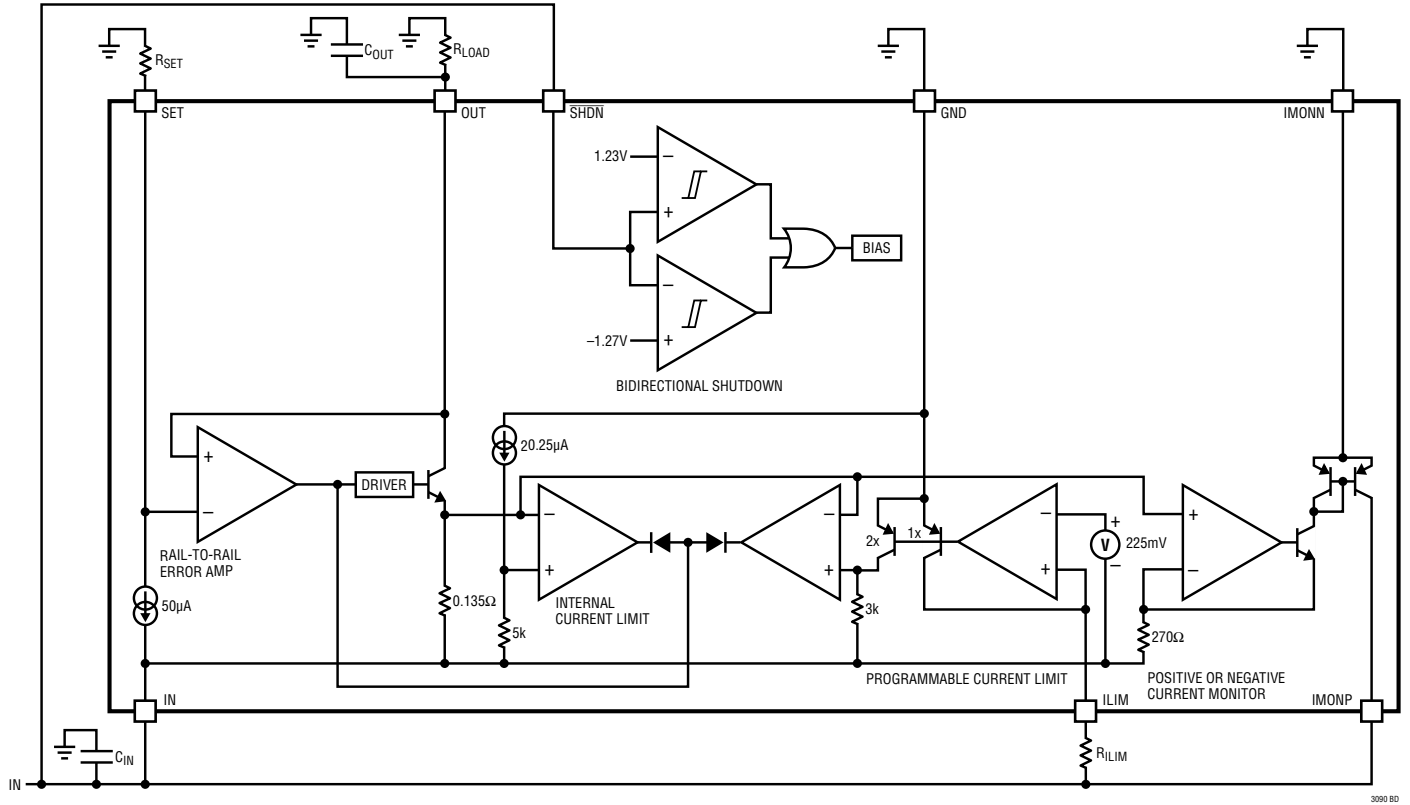 RSET
COUT
RLOAD
SET
OUT
SHDN
GND
IMONN
1.23V
–
+
–
–1.27V
+
BIAS
BIDIRECTIONAL SHUTDOWN
+
–
RAIL-TO-RAIL
ERROR AMP
50µA
DRIVER
20.25µA
–
+
INTERNAL
CURRENT LIMIT
0.135Ω
5k
–
+
3k
2x
1x
–
+
+
V
–
225mV
PROGRAMMABLE CURRENT LIMIT
+
–
270Ω
POSITIVE OR NEGATIVE
CURRENT MONITOR
IN
ILIM
IMONP
CIN
RILIM
IN
3090 BD